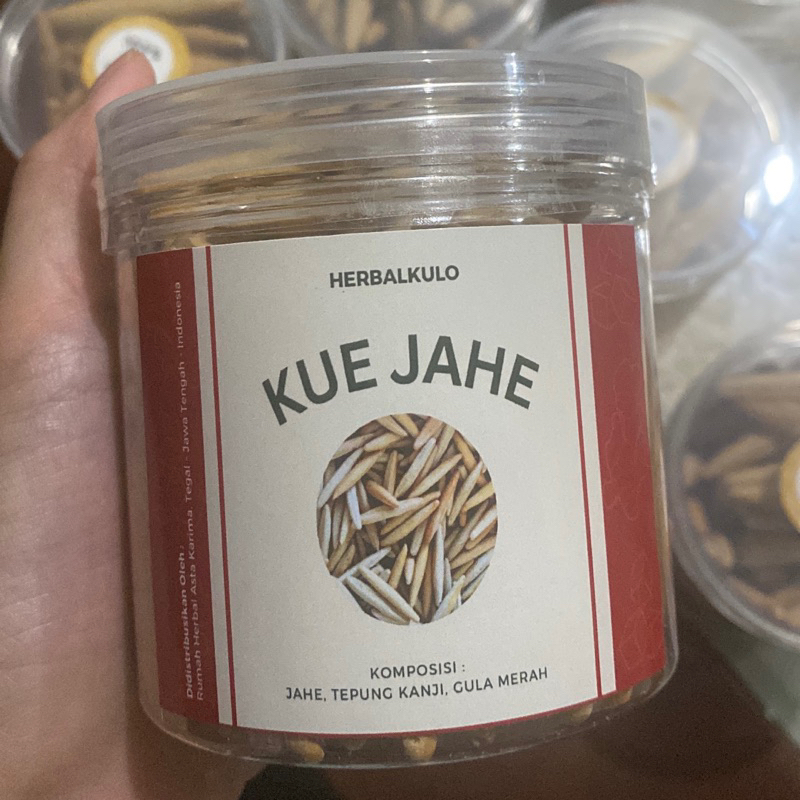 HERBALKULO
KUE JAHE
KOMPOSISI :
JAHE, TEPUNG KANJI, GULA MERAH
Didistribusikan Oleh :
Rumah Herbal Asta Karima. Tegal - Jawa Tengah - Indonesia